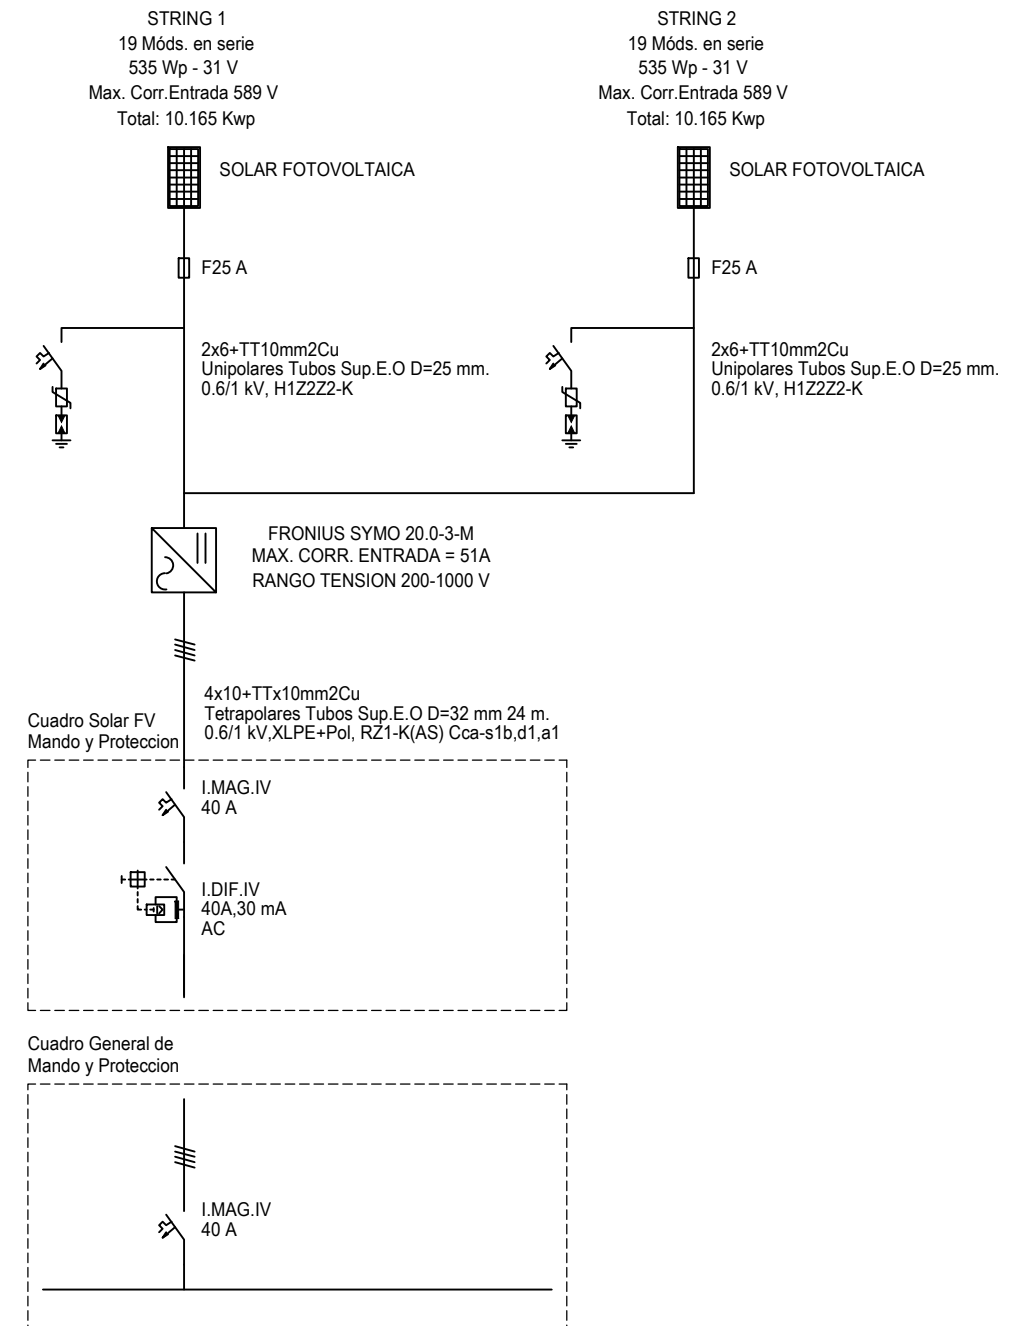 STRING 1
19 Móds. en serie
535 Wp - 31 V
Max. Corr.Entrada 589 V
Total: 10.165 Kwp
SOLAR FOTOVOLTAICA
F25 A
2x6+TT10mm2Cu
Unipolares Tubos Sup.E.O D=25 mm.
0.6/1 kV, H1Z2Z2-K
STRING 2
19 Móds. en serie
535 Wp - 31 V
Max. Corr.Entrada 589 V
Total: 10.165 Kwp
SOLAR FOTOVOLTAICA
F25 A
2x6+TT10mm2Cu
Unipolares Tubos Sup.E.O D=25 mm.
0.6/1 kV, H1Z2Z2-K
FRONIUS SYMO 20.0-3-M
MAX. CORR. ENTRADA = 51A
RANGO TENSION 200-1000 V
4x10+TTx10mm2Cu
Tetrapolares Tubos Sup.E.O D=32 mm 24 m.
0.6/1 kV,XLPE+Pol, RZ1-K(AS) Cca-s1b,d1,a1
Cuadro Solar FV
Mando y Proteccion
I.MAG.IV
40 A
I.DIF.IV
40A,30 mA
AC
Cuadro General de
Mando y Proteccion
I.MAG.IV
40 A